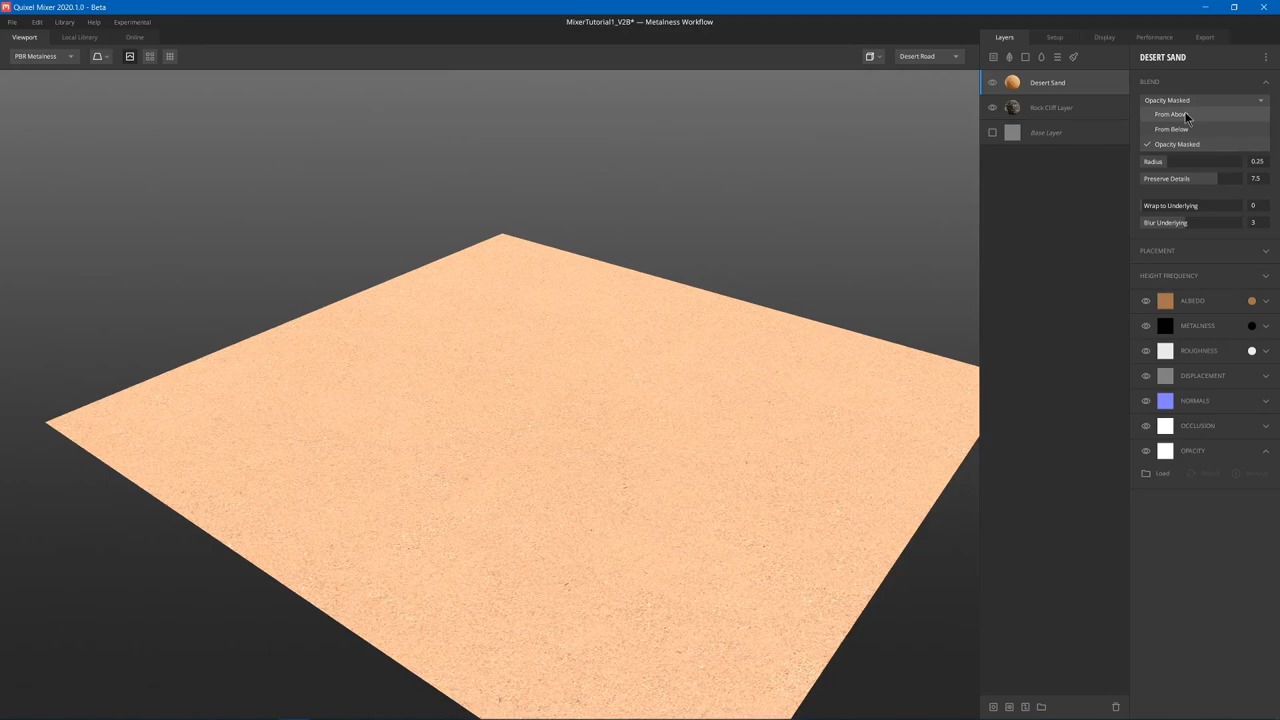 Quixel Mixer 2020.1.0 - Beta
File Edit Library Help Experimental
MixerTutorial1_V2B* — Metalness Workflow
Viewport Local Library Online
Layers Setup Display Performance Export
PBR Metalness
Desert Road
DESERT SAND
BLEND
Desert Sand
Opacity Masked
Rock Cliff Layer
From Above
From Below
Base Layer
Opacity Masked
Radius 0.25
Preserve Details 7.5
Wrap to Underlying 0
Blur Underlying 3
PLACEMENT
HEIGHT FREQUENCY
ALBEDO
METALNESS
ROUGHNESS
DISPLACEMENT
NORMALS
OCCLUSION
OPACITY
Load